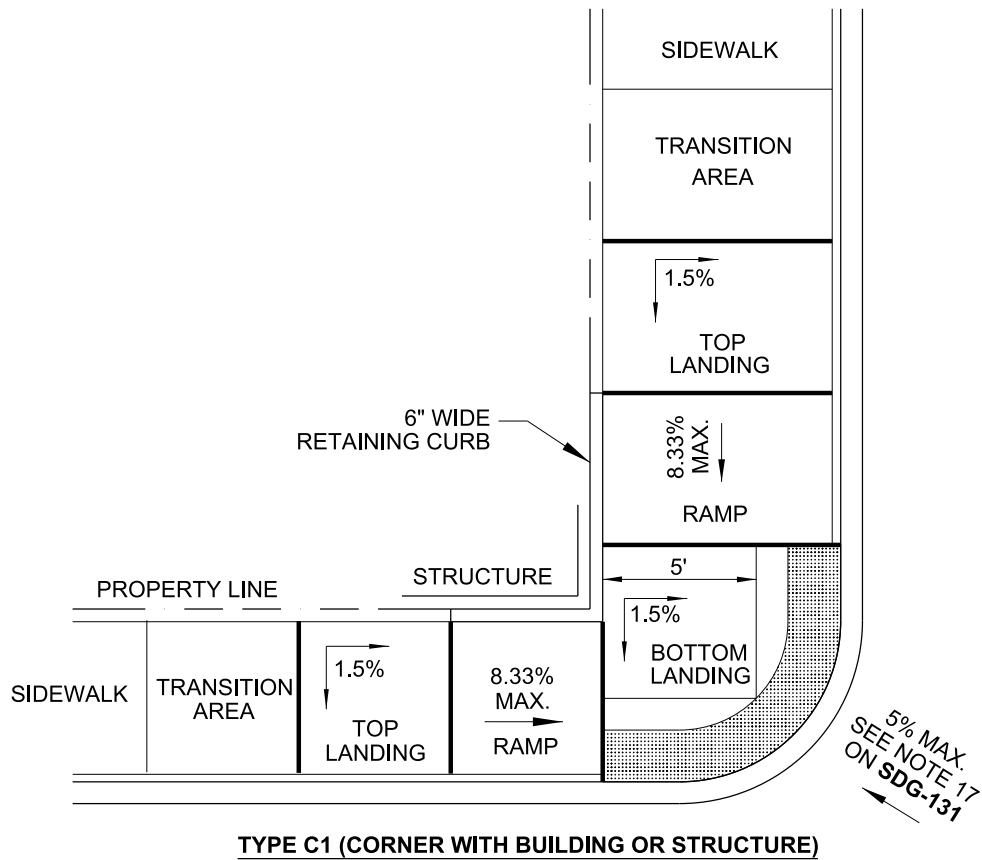 SIDEWALK
TRANSITION
AREA
1.5%
TOP
LANDING
6" WIDE
RETAINING CURB
8.33%
MAX.
RAMP
STRUCTURE
PROPERTY LINE
5'
1.5%
BOTTOM
LANDING
SIDEWALK
TRANSITION
AREA
1.5%
TOP
LANDING
8.33%
MAX.
RAMP
5% MAX.
SEE NOTE 17
ON SDG-131
TYPE C1 (CORNER WITH BUILDING OR STRUCTURE)